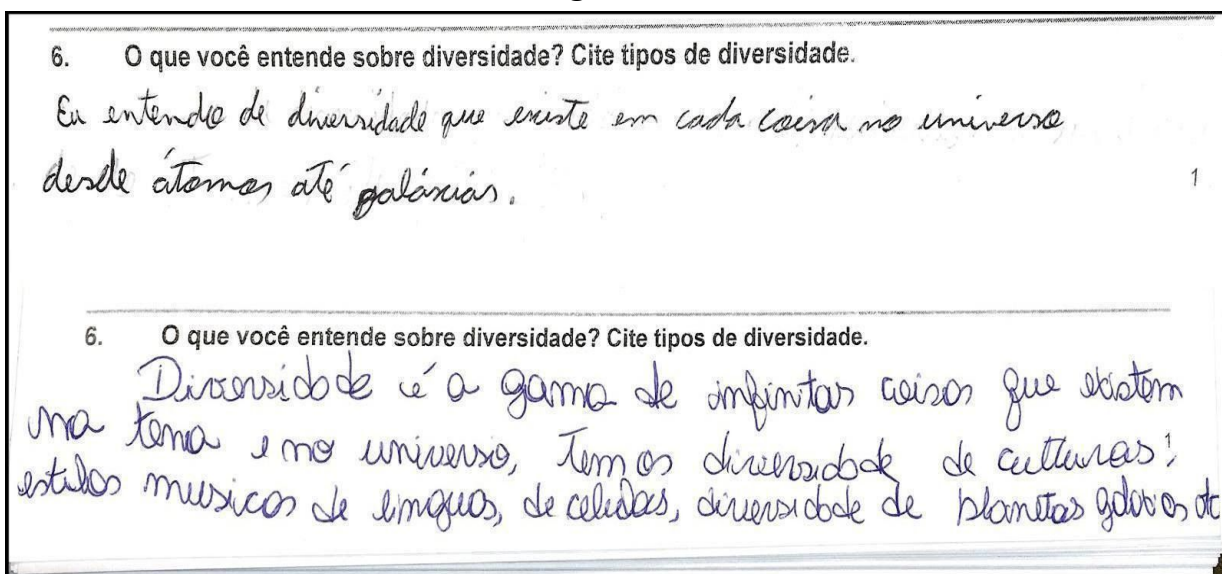 6. O que você entende sobre diversidade? Cite tipos de diversidade.
Eu entendo de diversidade que existe em cada coisa no universo
desde átomos até galáxias.
1
6. O que você entende sobre diversidade? Cite tipos de diversidade.
Diversidade é a gama de infintas coisas que existem
na terra e no universo, temos diversidade de culturas;
estilos musicos de linguas, de celulas, diversidade de planetas